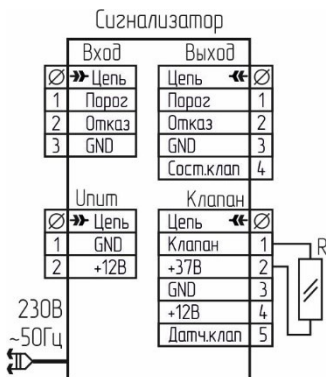 Сигнализатор
Вход Выход
Ø Цепь Цепь Ø
1 Порог Порог 1
2 Отказ Отказ 2
3 GND GND 3
Сост.клап 4
Uпит Клапан
Ø Цепь Цепь Ø
1 GND Клапан 1
2 +12В +37В 2
GND 3
+12В 4
Датч.клап 5
230В
~50Гц
R